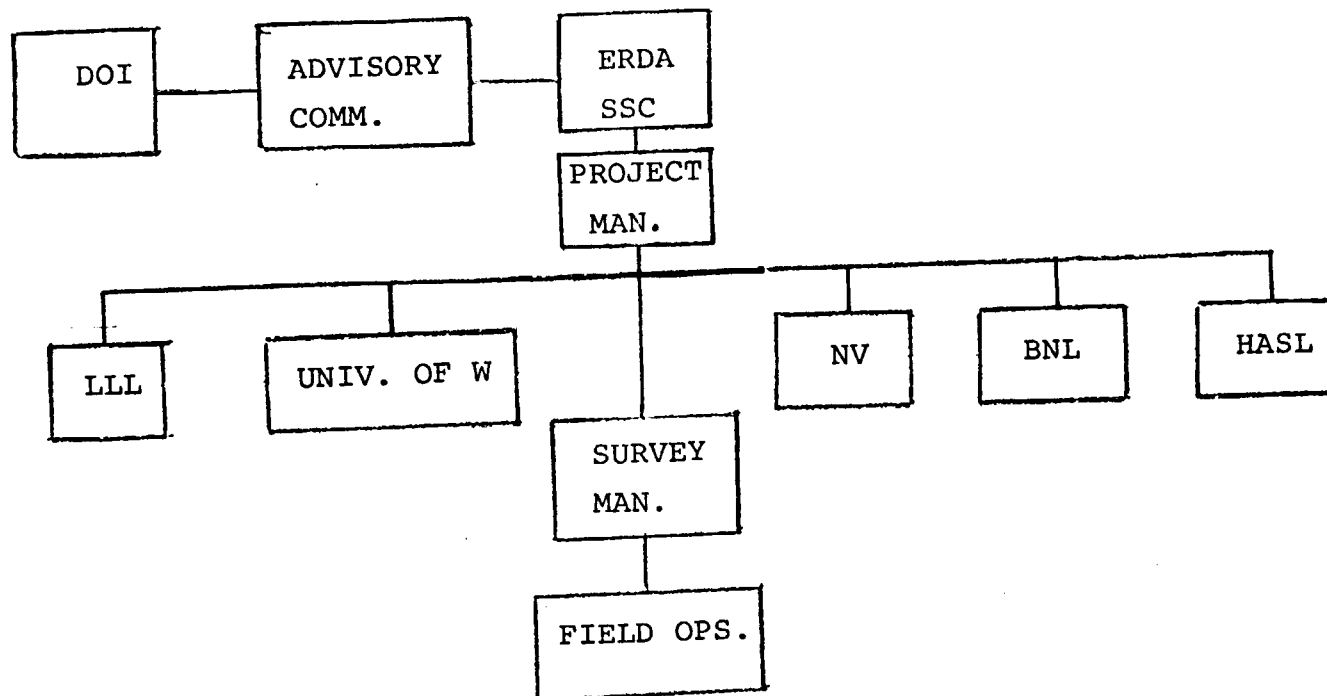 DOI
ADVISORY
COMM.
ERDA
SSC
PROJECT
MAN.
LLL
UNIV. OF W
NV
BNL
HASL
SURVEY
MAN.
FIELD OPS.